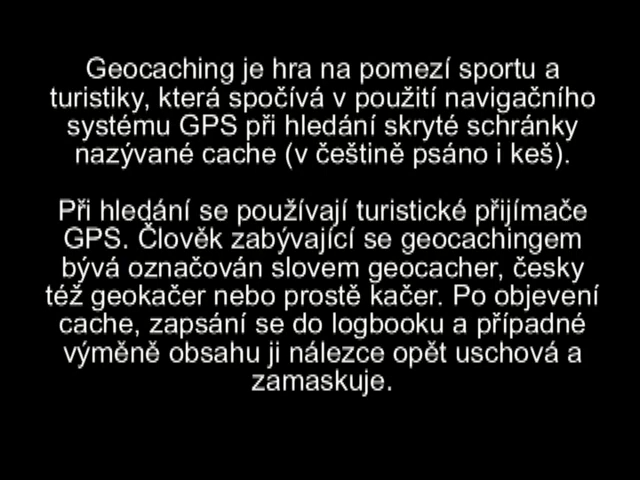 Geocaching je hra na pomezí sportu a
turistiky, která spočívá v použití navigačního
systému GPS při hledání skryté schránky
nazývané cache (v češtině psáno i keš).
Při hledání se používají turistické přijímače
GPS. Člověk zabývající se geocachingem
bývá označován slovem geocacher, česky
též geokačer nebo prostě kačer. Po objevení
cache, zapsání se do logbooku a případné
výměně obsahu ji nálezce opět uschová a
zamaskuje.